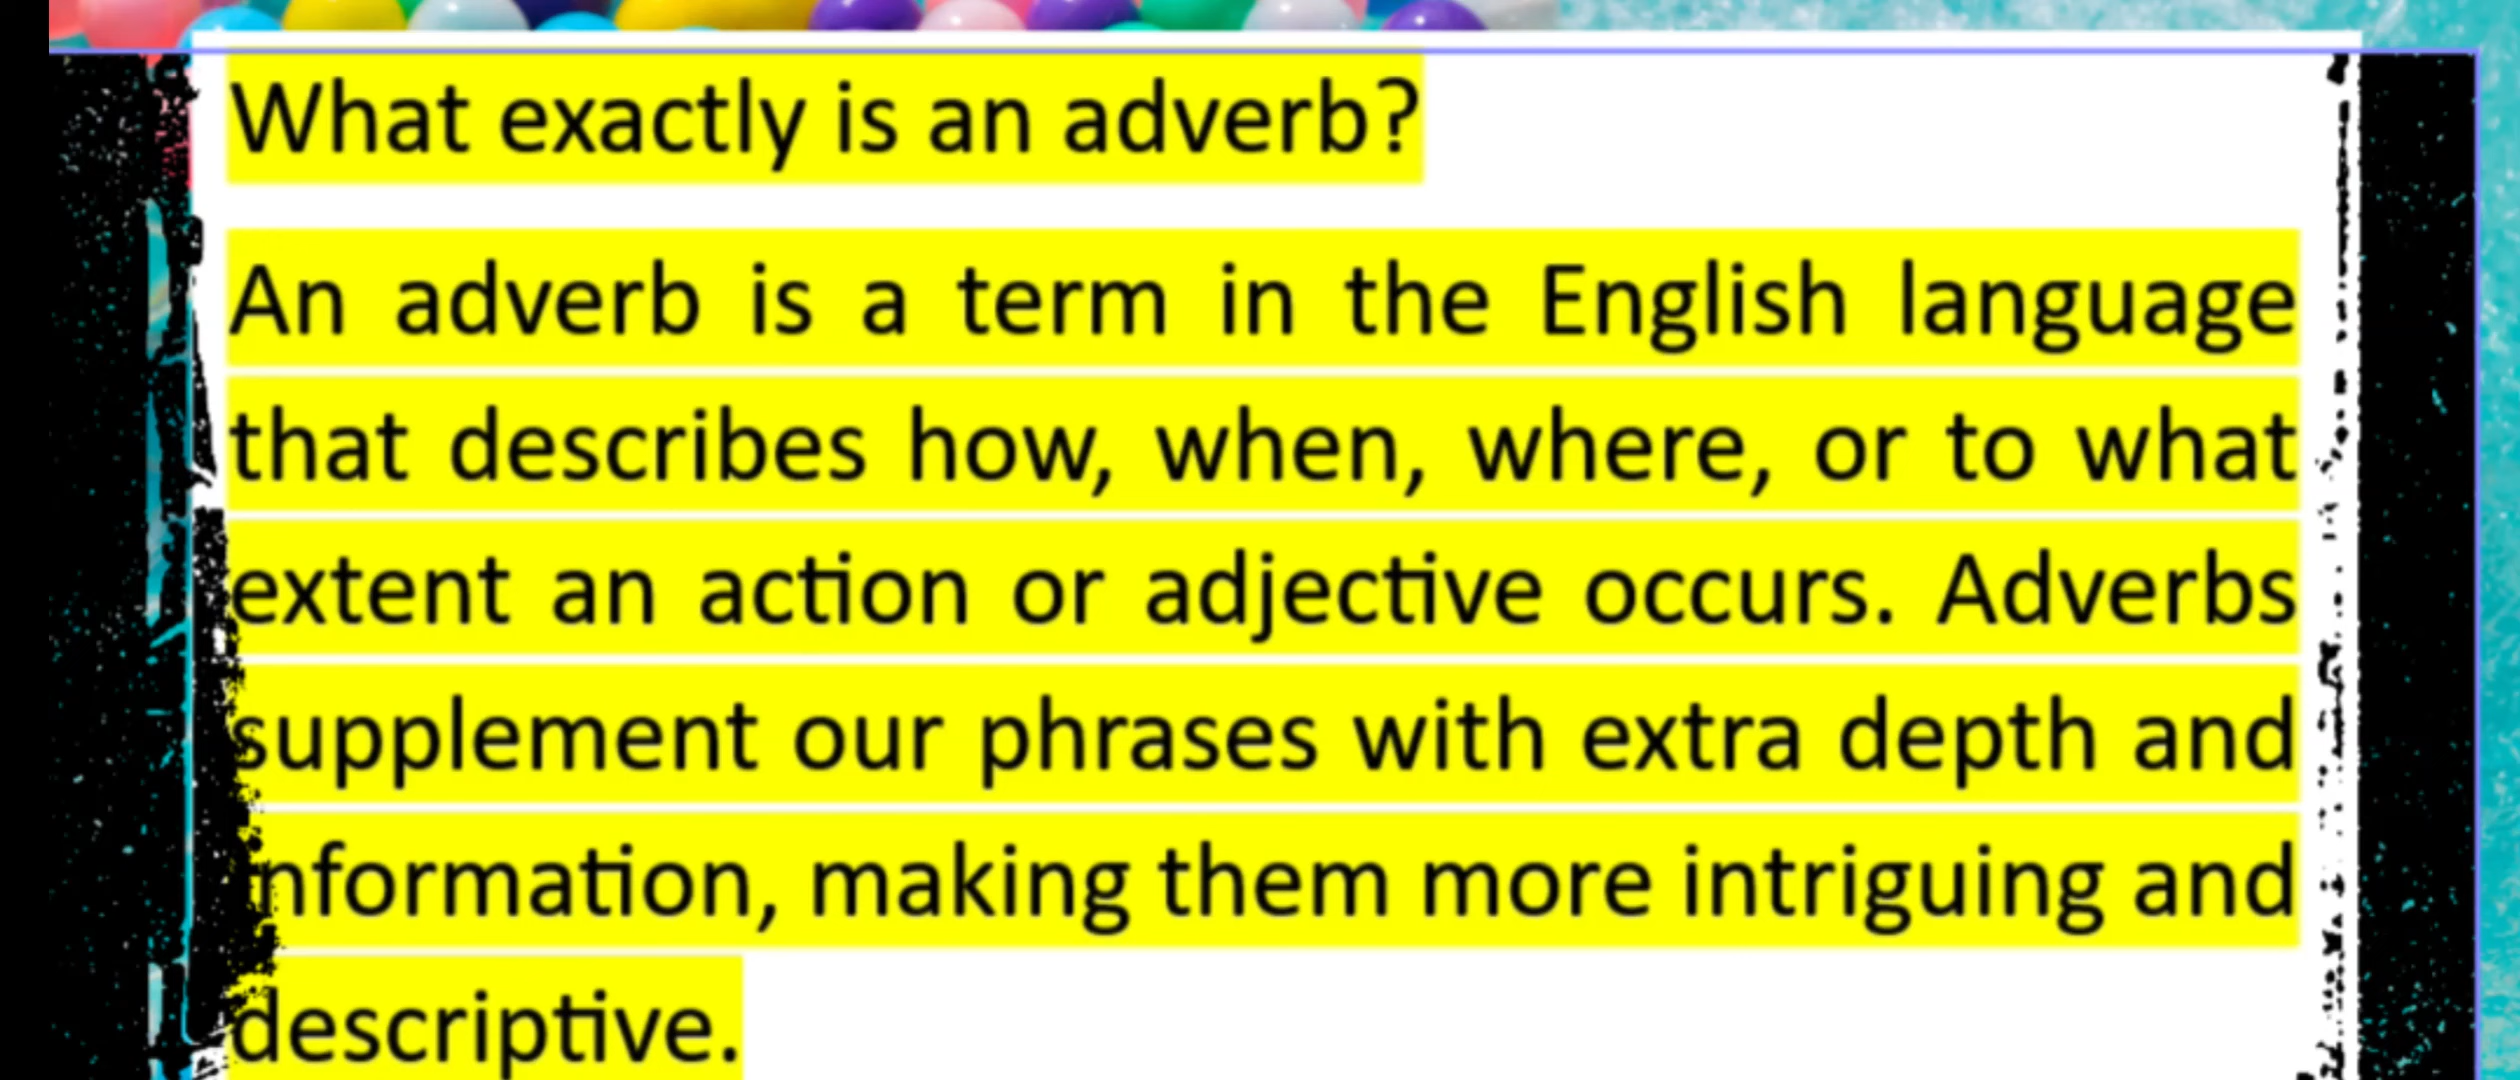 What exactly is an adverb?
An adverb is a term in the English language
that describes how, when, where, or to what
extent an action or adjective occurs. Adverbs
supplement our phrases with extra depth and
information, making them more intriguing and
descriptive.